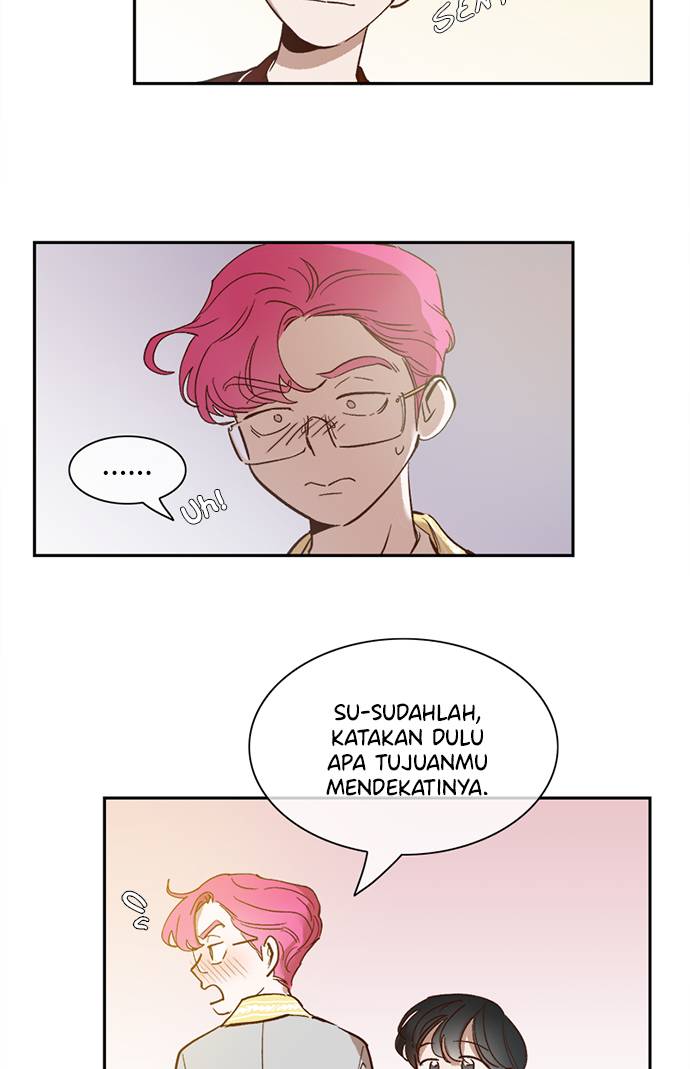 ......
Uh!
SU-SUDAHLAH,
KATAKAN DULU
APA TUJUANMU
MENDEKATINYA.